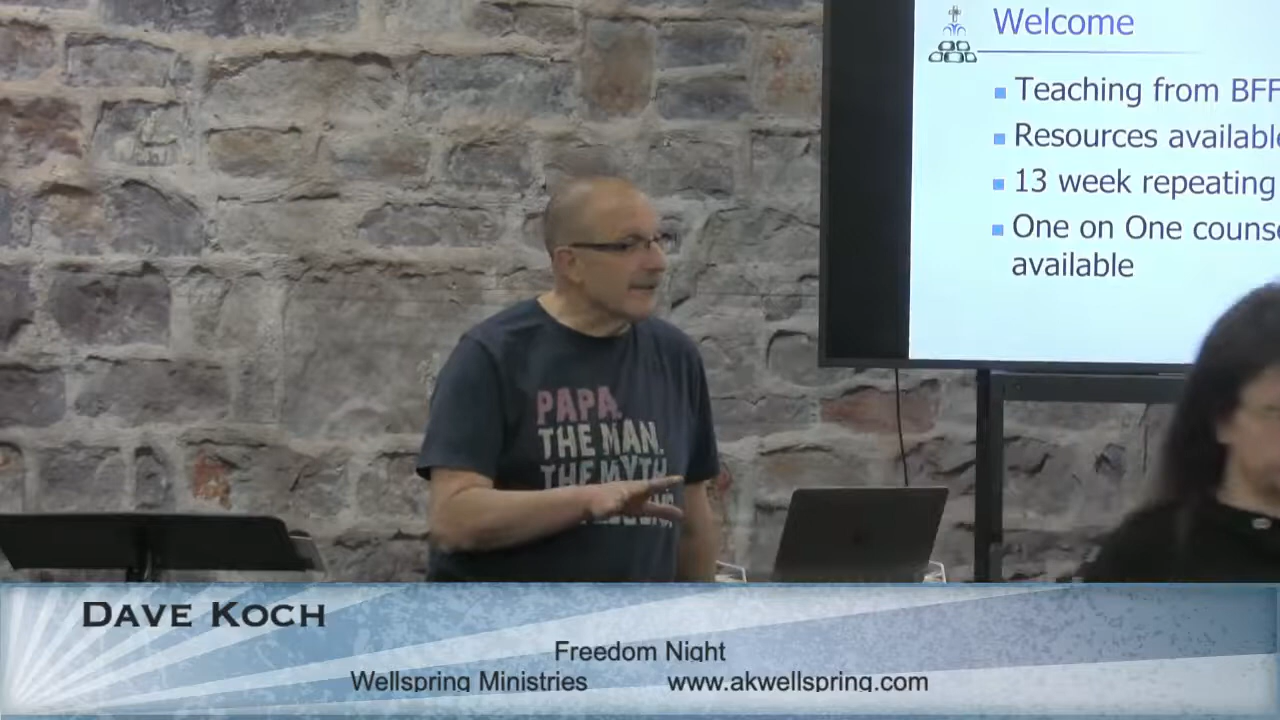 Welcome
Teaching from BFF
Resources available
13 week repeating
One on One couns
available
PAPA.
THE MAN.
THE MYTH
DAVE KOCH
Freedom Night
Wellspring Ministries www.akwellspring.com